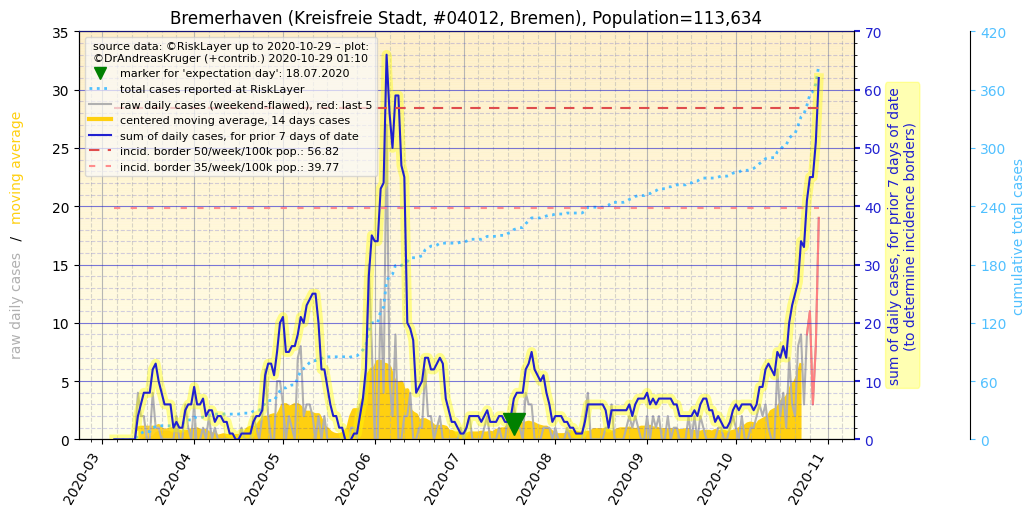 Bremerhaven (Kreisfreie Stadt, #04012, Bremen), Population=113,634
source data: ©RiskLayer up to 2020-10-29 – plot:
©DrAndreasKruger (+contrib.) 2020-10-29 01:10
marker for 'expectation day': 18.07.2020
total cases reported at RiskLayer
raw daily cases (weekend-flawed), red: last 5
centered moving average, 14 days cases
sum of daily cases, for prior 7 days of date
incid. border 50/week/100k pop.: 56.82
incid. border 35/week/100k pop.: 39.77
raw daily cases / moving average
35
30
25
20
15
10
5
0
70
60
50
40
30
20
10
0
sum of daily cases, for prior 7 days of date
(to determine incidence borders)
420
360
300
240
180
120
60
0
cumulative total cases
2020-03
2020-04
2020-05
2020-06
2020-07
2020-08
2020-09
2020-10
2020-11